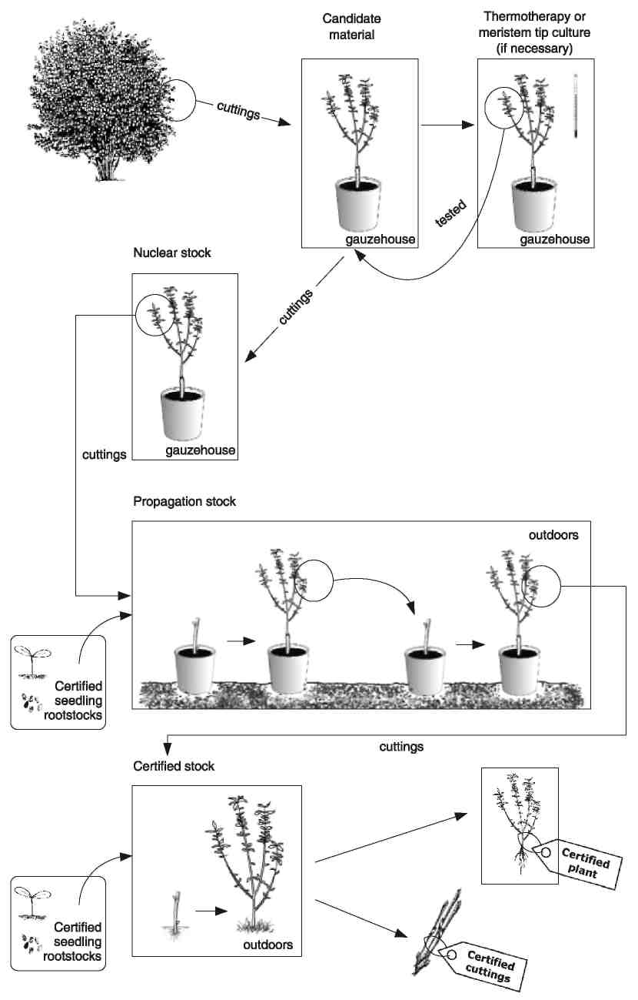 Candidate
material
Thermotherapy or
meristem tip culture
(if necessary)
cuttings
gauzehouse
tested
gauzehouse
Nuclear stock
cuttings
gauzehouse
cuttings
Propagation stock
outdoors
Certified
seedling
rootstocks
cuttings
Certified stock
Certified
plant
Certified
seedling
rootstocks
outdoors
Certified
cuttings